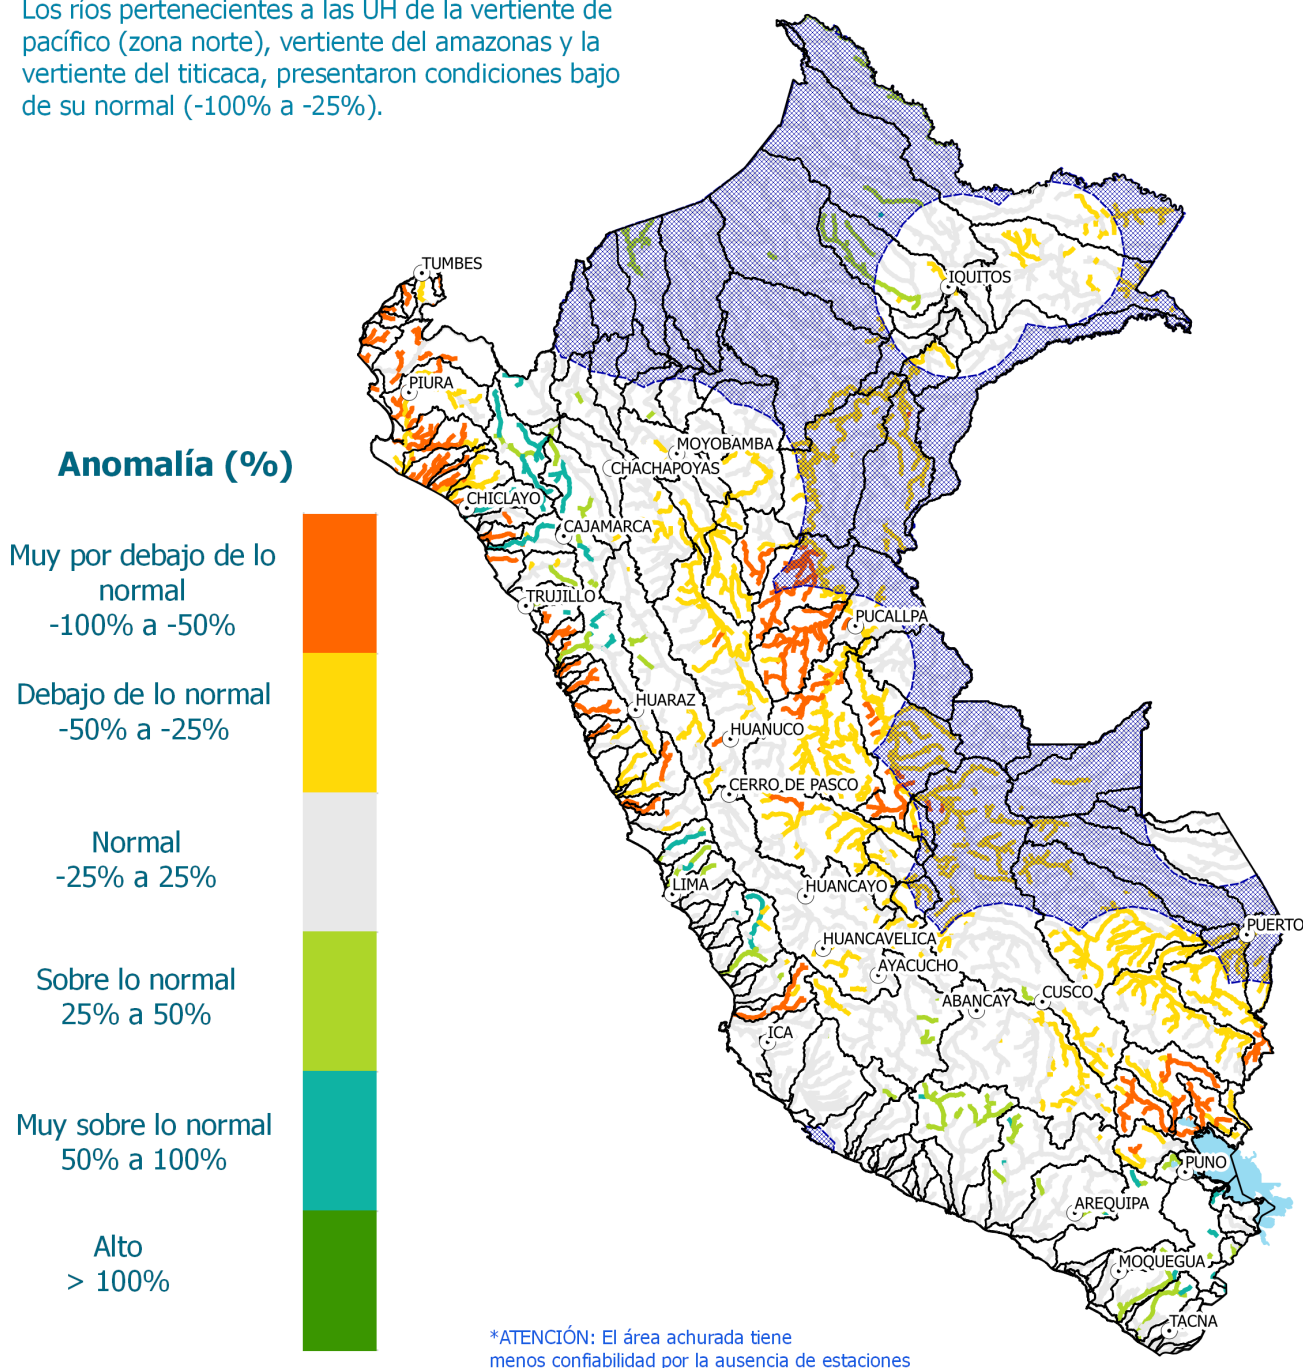 Los ríos pertenecientes a las UH de la vertiente de
pacífico (zona norte), vertiente del amazonas y la
vertiente del titicaca, presentaron condiciones bajo
de su normal (-100% a -25%).
Anomalía (%)
Muy por debajo de lo
normal
-100% a -50%
Debajo de lo normal
-50% a -25%
Normal
-25% a 25%
Sobre lo normal
25% a 50%
Muy sobre lo normal
50% a 100%
Alto
> 100%
TUMBES
IQUITOS
PIURA
MOYOBAMBA
CHACHAPOYAS
CHICLAYO
CAJAMARCA
TRUJILLO
PUCALLPA
HUARAZ
HUANUCO
CERRO DE PASCO
LIMA
HUANCAYO
PUERTO
HUANCAVELICA
AYACUCHO
ABANCAY
CUSCO
ICA
PUNO
AREQUIPA
MOQUEGUA
TACNA
*ATENCIÓN: El área achurada tiene
menos confiabilidad por la ausencia de estaciones